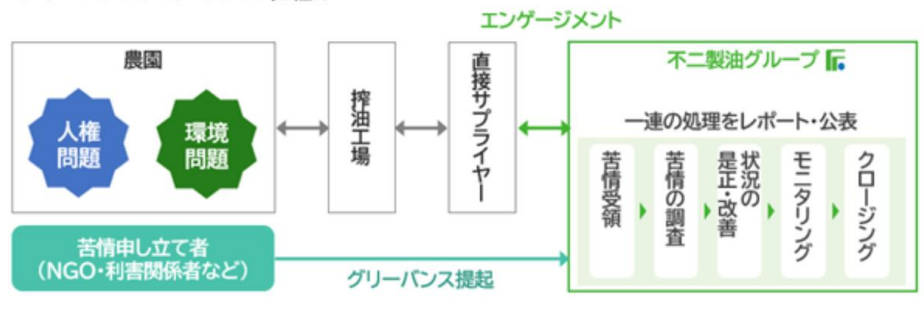 エンゲージメント
農園
人権
問題
環境
問題
搾油工場
直接サプライヤー
不二製油グループ
一連の処理をレポート・公表
苦情受領
苦情の調査
状況の
是正・改善
モニタリング
クロージング
苦情申し立て者
（NGO・利害関係者など）
グリーバンス提起